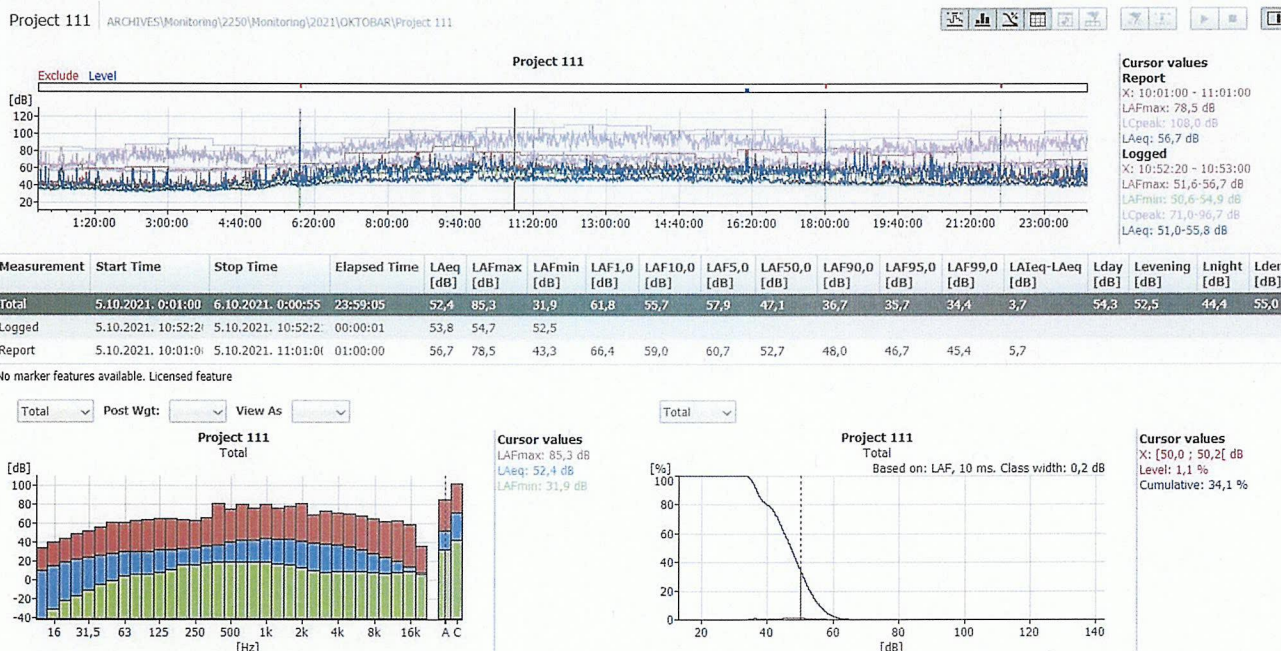 Project 111 ARCHIVES\Monitoring\2250\Monitoring\2021\OKTOBAR\Project 111
Project 111
Exclude Level
[dB]
120
100
80
60
40
20
1:20:00 3:00:00 4:40:00 6:20:00 8:00:00 9:40:00 11:20:00 13:00:00 14:40:00 16:20:00 18:00:00 19:40:00 21:20:00 23:00:00
Cursor values
Report
X: 10:01:00 - 11:01:00
LAFmax: 78,5 dB
LCpeak: 108,0 dB
LAeq: 56,7 dB
Logged
X: 10:52:20 - 10:53:00
LAFmax: 51,6-56,7 dB
LAFmin: 50,6-54,9 dB
LCpeak: 71,0-96,7 dB
LAeq: 51,0-55,8 dB
Measurement Start Time Stop Time Elapsed Time LAeq LAFmax LAFmin LAF1,0 LAF10,0 LAF5,0 LAF50,0 LAF90,0 LAF95,0 LAF99,0 LAIeq-LAeq Lday Levening Lnight Lden
[dB] [dB] [dB] [dB] [dB] [dB] [dB] [dB] [dB] [dB] [dB] [dB] [dB] [dB] [dB]
Total 5.10.2021. 0:01:00 6.10.2021. 0:00:55 23:59:05 52,4 85,3 31,9 61,8 55,7 57,9 47,1 36,7 35,7 34,4 3,7 54,3 52,5 44,4 55,0
Logged 5.10.2021. 10:52:2 5.10.2021. 10:52:2 00:00:01 53,8 54,7 52,5
Report 5.10.2021. 10:01:0 5.10.2021. 11:01:0 01:00:00 56,7 78,5 43,3 66,4 59,0 60,7 52,7 48,0 46,7 45,4 5,7
No marker features available. Licensed feature
Total Post Wgt: View As
Project 111
Total
[dB]
100
80
60
40
20
0
-20
-40
16 31,5 63 125 250 500 1k 2k 4k 8k 16k A C
[Hz]
Cursor values
LAFmax: 85,3 dB
LAeq: 52,4 dB
LAFmin: 31,9 dB
Total
Project 111
Total
[%] Based on: LAF, 10 ms. Class width: 0,2 dB
100
80
60
40
20
0
20 40 60 80 100 120 140
[dB]
Cursor values
X: [50,0 ; 50,2[ dB
Level: 1,1 %
Cumulative: 34,1 %